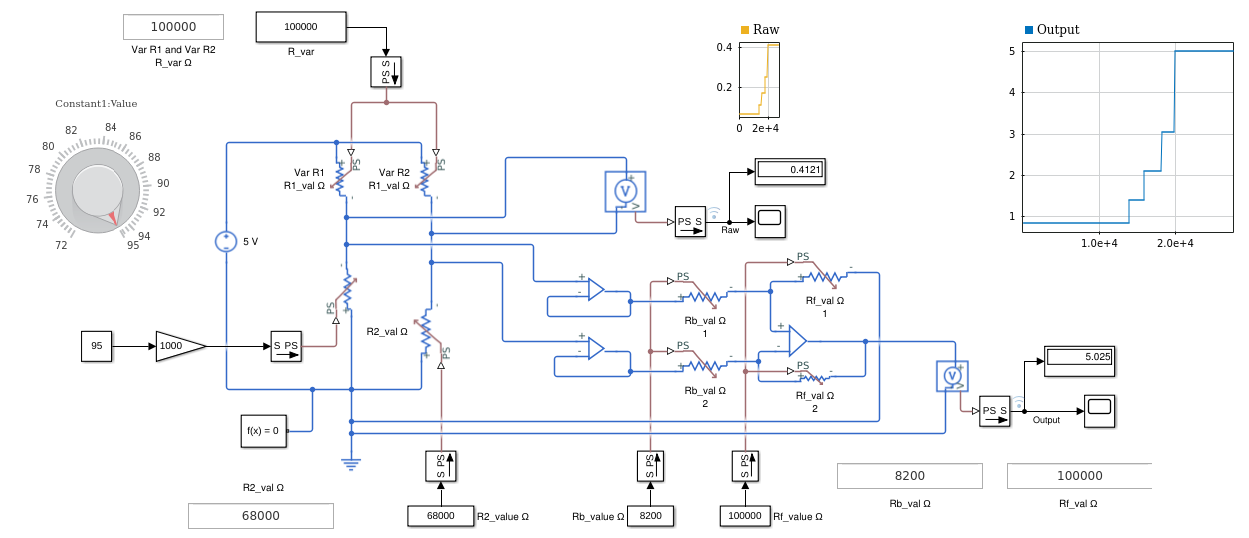 100000
Var R1 and Var R2
R_var Ω
100000
R_var
PS S
Raw
0.4
0.2
0
2e+4
Output
5
4
3
2
1
1.0e+4
2.0e+4
Constant1:Value
72
74
76
78
80
82
84
86
88
90
92
94
95
PS
PS
Var R1
R1_val Ω
Var R2
R1_val Ω
+
-
+
-
5 V
+
-
V
+
-
V
PS S
Raw
0.4121
95
1000
S PS
PS
-
+
R2_val Ω
-
+
PS
+
-
+
-
PS
+
-
Rb_val Ω
1
PS
+
-
Rb_val Ω
2
PS
+
-
Rf_val Ω
1
+
-
PS
+
-
Rf_val Ω
2
V
+
-
V
PS S
Output
5.025
f(x) = 0
R2_val Ω
68000
S PS
68000
R2_value Ω
S PS
Rb_value Ω
8200
S PS
100000
Rf_value Ω
8200
Rb_val Ω
100000
Rf_val Ω